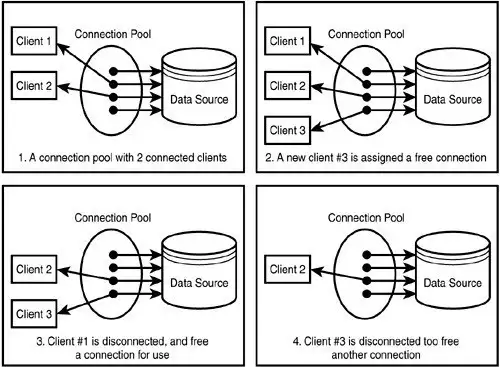 Connection Pool
Client 1
Client 2
Data Source
1. A connection pool with 2 connected clients
Connection Pool
Client 1
Client 2
Client 3
Data Source
2. A new client #3 is assigned a free connection
Connection Pool
Client 2
Client 3
Data Source
3. Client #1 is disconnected, and free
a connection for use
Connection Pool
Client 2
Data Source
4. Client #3 is disconnected too free
another connection